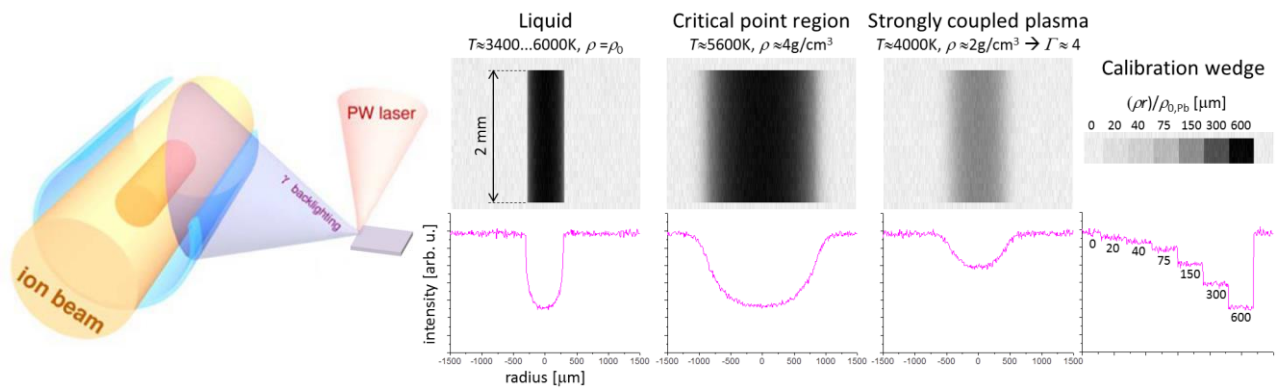 Liquid
T≈3400...6000K, ρ =ρ₀
Critical point region
T≈5600K, ρ ≈4g/cm³
Strongly coupled plasma
T≈4000K, ρ≈2g/cm³ → Γ ≈ 4
Calibration wedge
(ρr)/ρ₀,Pb [μm]
0 20 40 75 150 300 600
PW laser
γ backlighting
ion beam
2 mm
intensity [arb. u.]
0
20
40
75
150
300
600
-1500 -1000 -500 0 500 1000 1500
-1500 -1000 -500 0 500 1000 1500
-1500 -1000 -500 0 500 1000 1500
radius [μm]